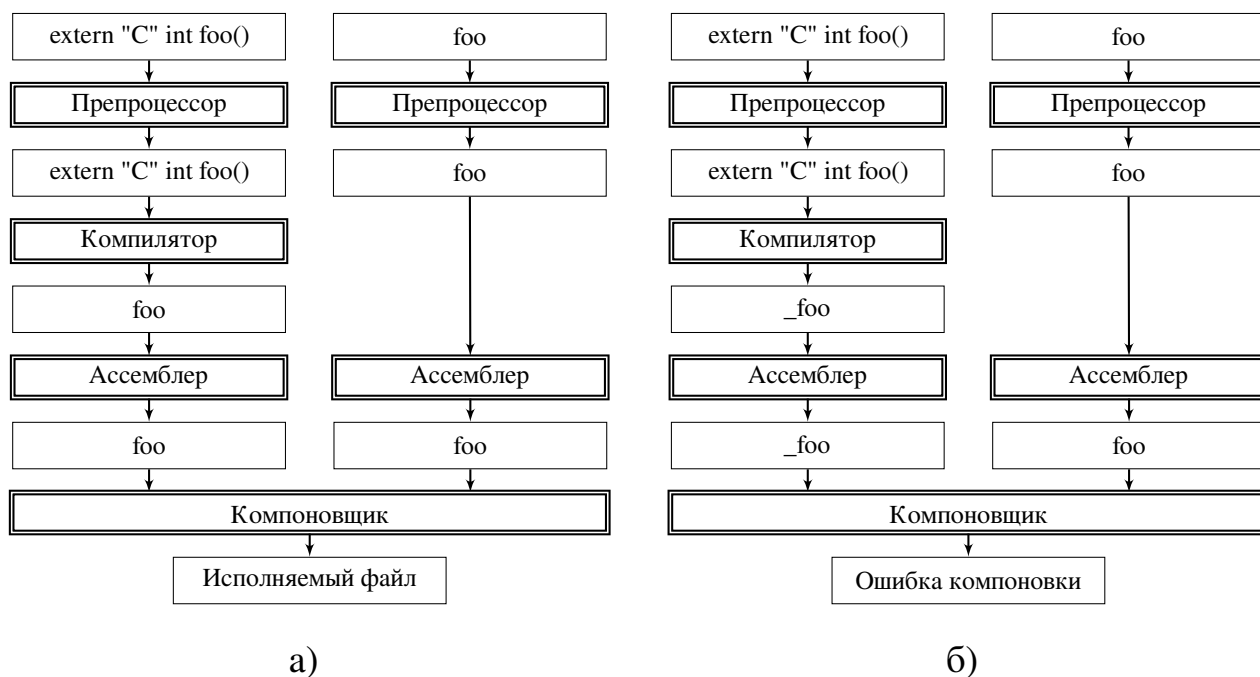 extern "C" int foo()
foo
Препроцессор
Препроцессор
extern "C" int foo()
foo
Компилятор
foo
Ассемблер
Ассемблер
foo
foo
Компоновщик
Исполняемый файл
а)
extern "C" int foo()
foo
Препроцессор
Препроцессор
extern "C" int foo()
foo
Компилятор
_foo
Ассемблер
Ассемблер
_foo
foo
Компоновщик
Ошибка компоновки
б)